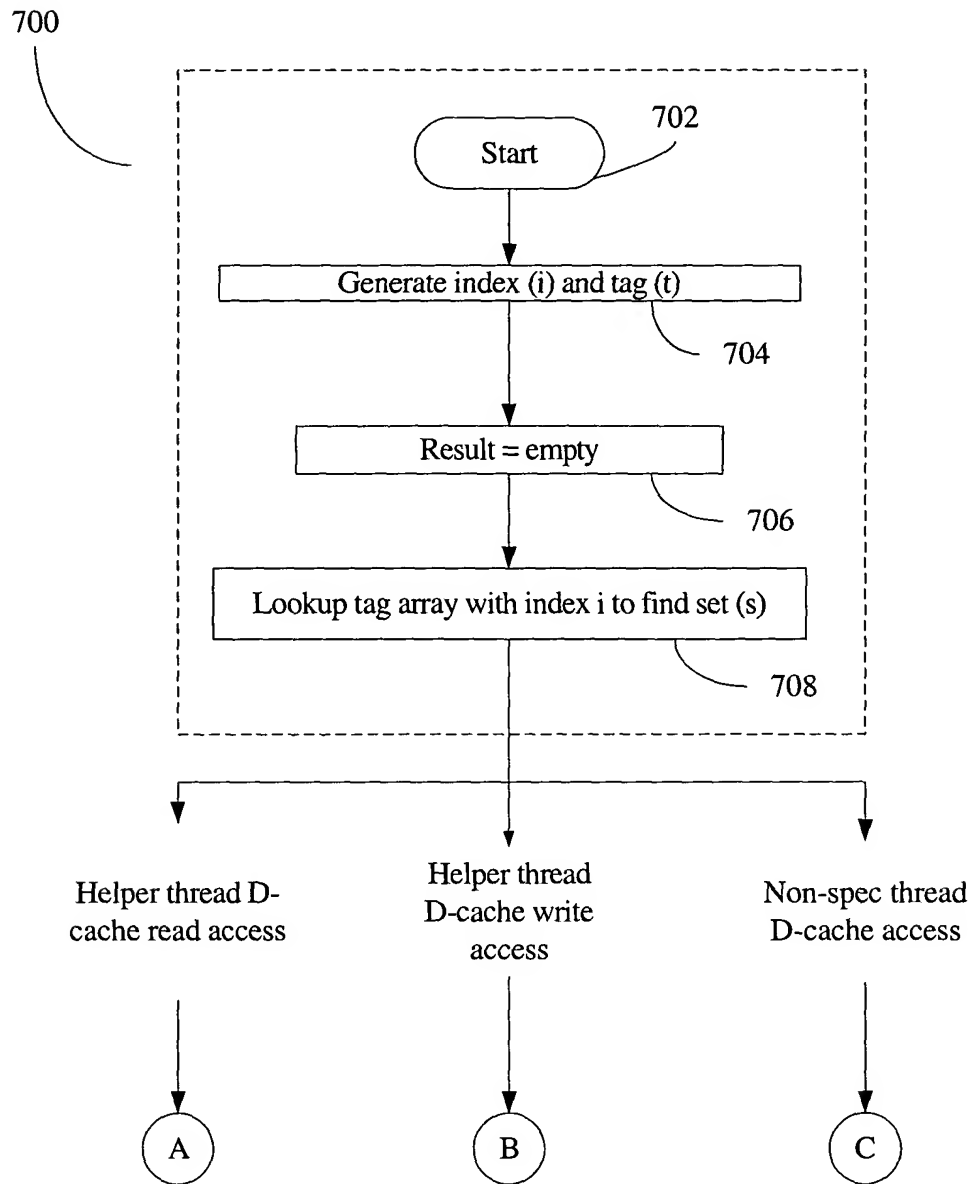 700
702
Start
Generate index (i) and tag (t)
704
Result = empty
706
Lookup tag array with index i to find set (s)
708
Helper thread D-
cache read access
Helper thread
D-cache write
access
Non-spec thread
D-cache access
A
B
C